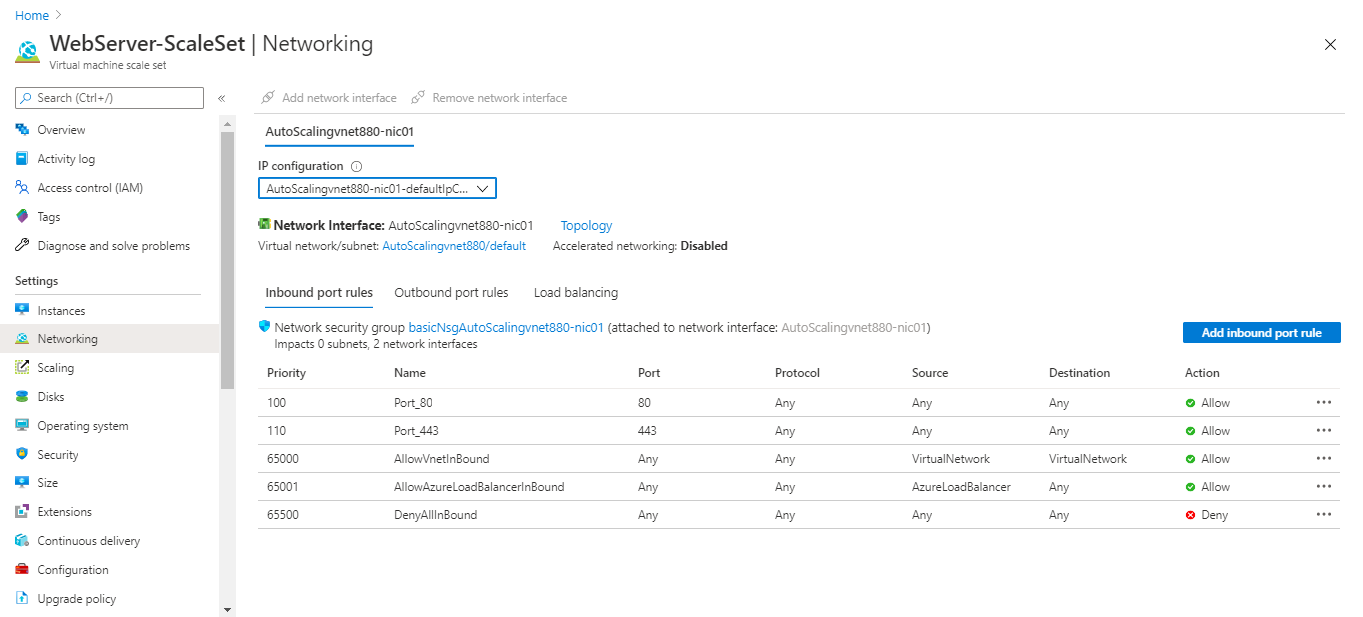 Home
WebServer-ScaleSet | Networking
Virtual machine scale set
Search (Ctrl+/)
«
Add network interface Remove network interface
Overview
Activity log
Access control (IAM)
Tags
Diagnose and solve problems
Settings
Instances
Networking
Scaling
Disks
Operating system
Security
Size
Extensions
Continuous delivery
Configuration
Upgrade policy
AutoScalingvnet880-nic01
IP configuration
AutoScalingvnet880-nic01-defaultIpC...
Network Interface: AutoScalingvnet880-nic01 Topology
Virtual network/subnet: AutoScalingvnet880/default Accelerated networking: Disabled
Inbound port rules Outbound port rules Load balancing
Network security group basicNsgAutoScalingvnet880-nic01 (attached to network interface: AutoScalingvnet880-nic01)
Impacts 0 subnets, 2 network interfaces
Add inbound port rule
Priority Name Port Protocol Source Destination Action
100 Port_80 80 Any Any Any Allow
110 Port_443 443 Any Any Any Allow
65000 AllowVnetInBound Any Any VirtualNetwork VirtualNetwork Allow
65001 AllowAzureLoadBalancerInBound Any Any AzureLoadBalancer Any Allow
65500 DenyAllInBound Any Any Any Any Deny